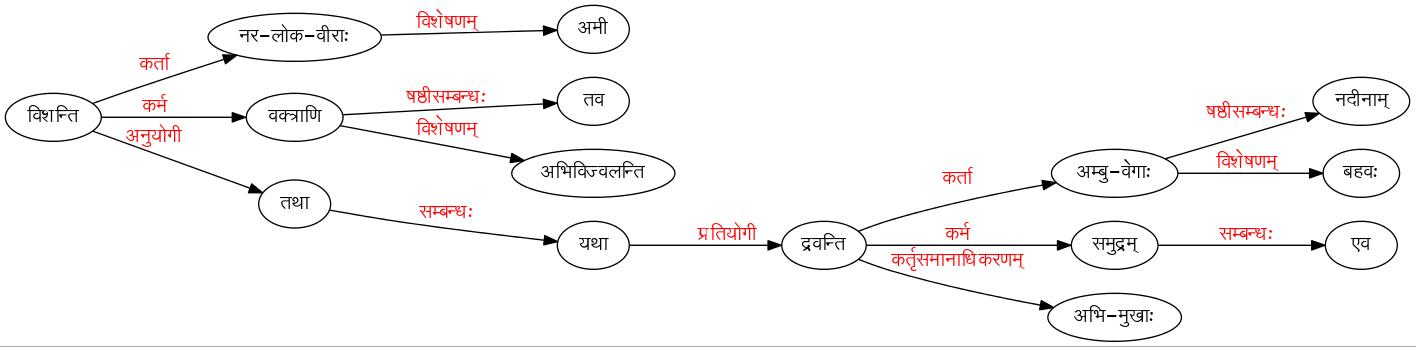 नर-लोक-वीराः
विशेषणम्
अमी
कर्ता
विशन्ति
कर्म
वक्त्राणि
षष्ठीसम्बन्धः
तव
विशेषणम्
अभिविज्वलन्ति
अनुयोगी
तथा
सम्बन्धः
यथा
प्रतियोगी
द्रवन्ति
कर्ता
अम्बु-वेगाः
षष्ठीसम्बन्धः
नदीनाम्
विशेषणम्
बहवः
कर्म
समुद्रम्
सम्बन्धः
एव
कर्तृसमानाधिकरणम्
अभि-मुखाः